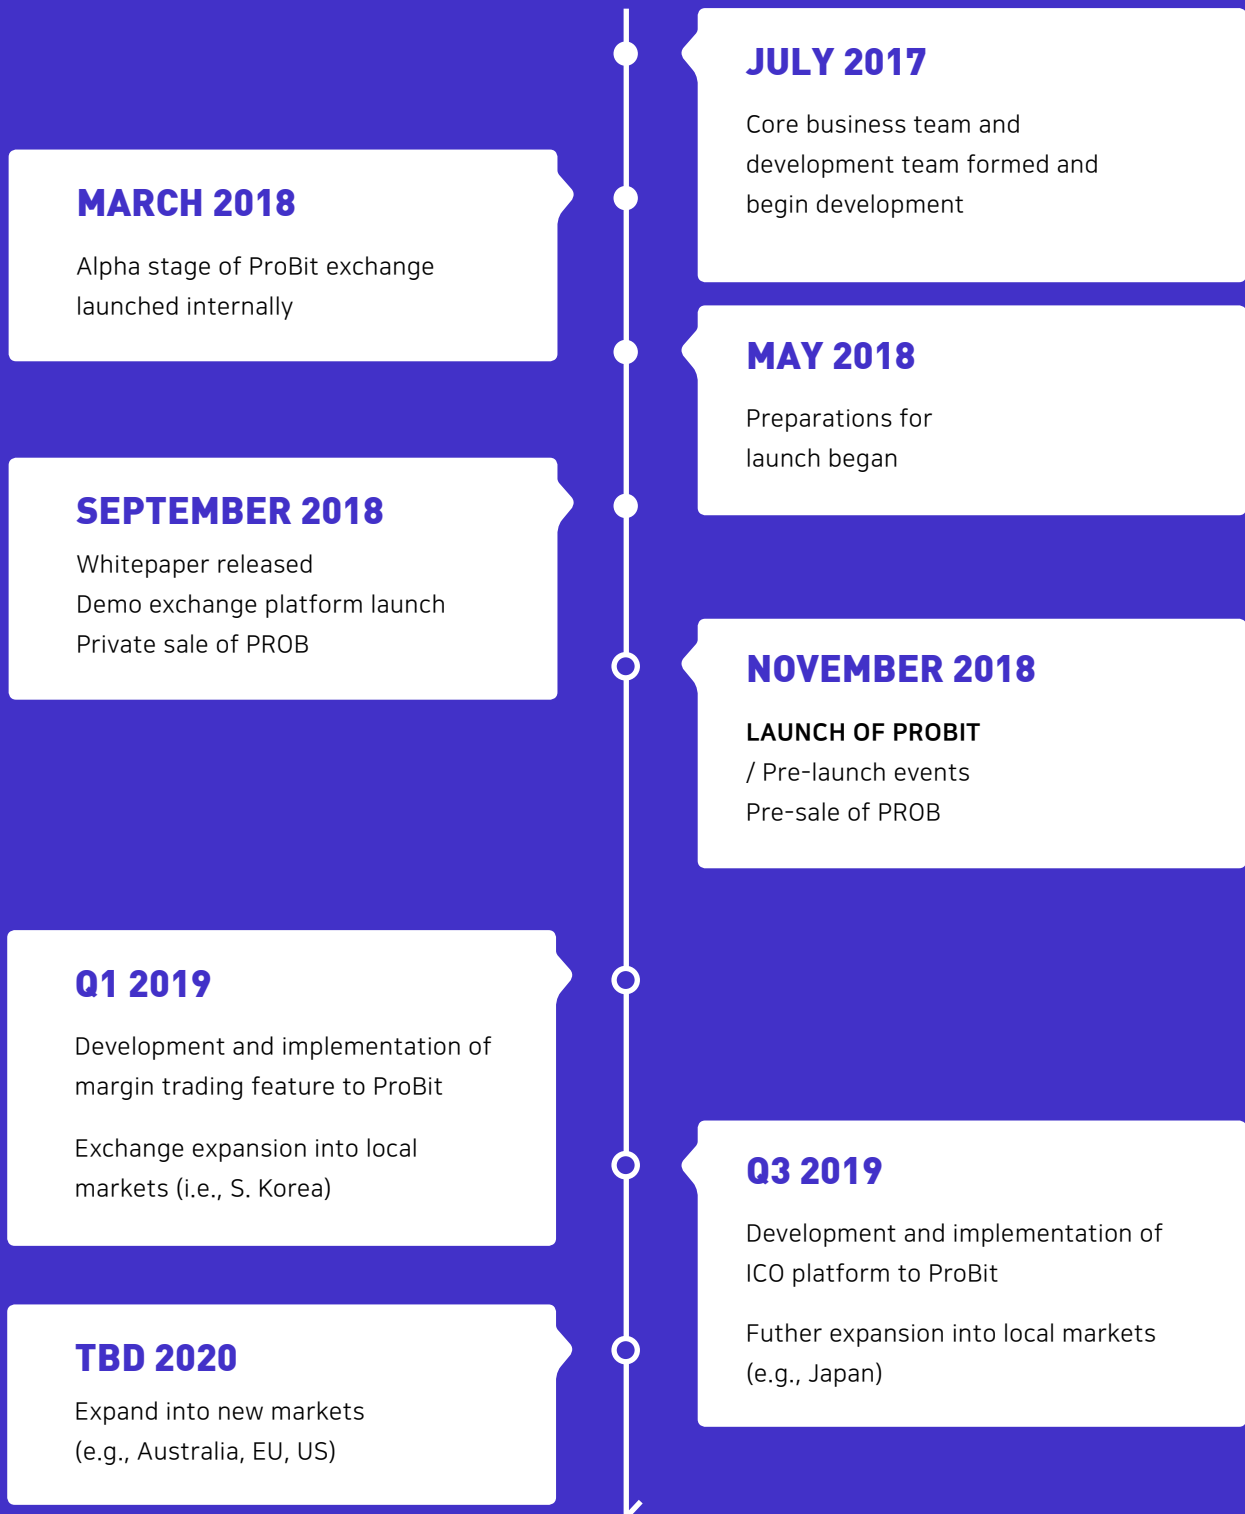 JULY 2017
Core business team and
development team formed and
begin development
MARCH 2018
Alpha stage of ProBit exchange
launched internally
MAY 2018
Preparations for
launch began
SEPTEMBER 2018
Whitepaper released
Demo exchange platform launch
Private sale of PROB
NOVEMBER 2018
LAUNCH OF PROBIT
/ Pre-launch events
Pre-sale of PROB
Q1 2019
Development and implementation of
margin trading feature to ProBit
Exchange expansion into local
markets (i.e., S. Korea)
Q3 2019
Development and implementation of
ICO platform to ProBit
Futher expansion into local markets
(e.g., Japan)
TBD 2020
Expand into new markets
(e.g., Australia, EU, US)